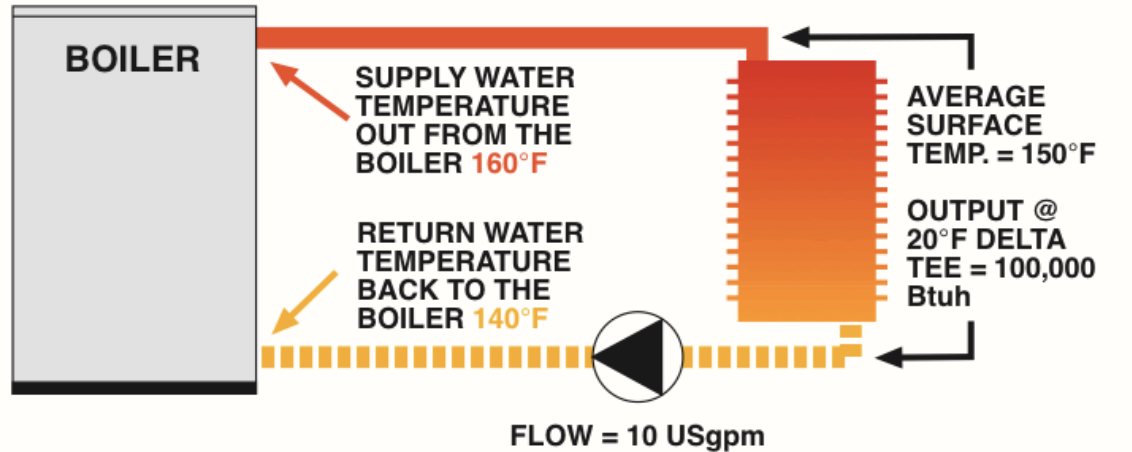 BOILER
SUPPLY WATER
TEMPERATURE
OUT FROM THE
BOILER 160°F
RETURN WATER
TEMPERATURE
BACK TO THE
BOILER 140°F
AVERAGE
SURFACE
TEMP. = 150°F
OUTPUT @
20°F DELTA
TEE = 100,000
Btuh
FLOW = 10 USgpm